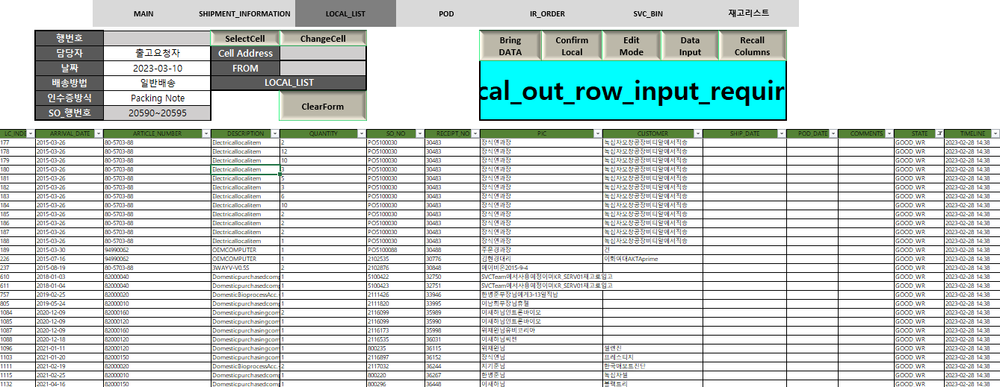 MAIN SHIPMENT_INFORMATION LOCAL_LIST POD IR_ORDER SVC_BIN 재고리스트
행번호 SelectCell ChangeCell
담당자 출고요청자 Cell Address
날짜 2023-03-10 FROM
배송방법 일반배송 LOCAL_LIST
인수증방식 Packing Note
SO_행번호 20590~20595 ClearForm
Bring DATA Confirm Local Edit Mode Data Input Recall Columns
cal_out_row_input_requir
LC_INDE ARRIVAL_DATE ARTICLE_NUMBER DESCRIPTION QUANTITY SO_NO RECEIPT_NO PIC CUSTOMER SHIP_DATE POD_DATE COMMENTS STATE TIMELINE
177 2015-03-26 80-5703-88 Electricallocalitem 2 PO5100030 30483 장식연과장 녹십자오창공장비티알에서직송 GOOD_WR 2023-02-28 14:38
178 2015-03-26 80-5703-88 Electricallocalitem 12 PO5100030 30483 장식연과장 녹십자오창공장비티알에서직송 GOOD_WR 2023-02-28 14:38
179 2015-03-26 80-5703-88 Electricallocalitem 10 PO5100030 30483 장식연과장 녹십자오창공장비티알에서직송 GOOD_WR 2023-02-28 14:38
180 2015-03-26 80-5703-88 Electricallocalitem 3 PO5100030 30483 장식연과장 녹십자오창공장비티알에서직송 GOOD_WR 2023-02-28 14:38
181 2015-03-26 80-5703-88 Electricallocalitem 5 PO5100030 30483 장식연과장 녹십자오창공장비티알에서직송 GOOD_WR 2023-02-28 14:38
182 2015-03-26 80-5703-88 Electricallocalitem 3 PO5100030 30483 장식연과장 녹십자오창공장비티알에서직송 GOOD_WR 2023-02-28 14:38
183 2015-03-26 80-5703-88 Electricallocalitem 6 PO5100030 30483 장식연과장 녹십자오창공장비티알에서직송 GOOD_WR 2023-02-28 14:38
184 2015-03-26 80-5703-88 Electricallocalitem 10 PO5100030 30483 장식연과장 녹십자오창공장비티알에서직송 GOOD_WR 2023-02-28 14:38
185 2015-03-26 80-5703-88 Electricallocalitem 2 PO5100030 30483 장식연과장 녹십자오창공장비티알에서직송 GOOD_WR 2023-02-28 14:38
186 2015-03-26 80-5703-88 Electricallocalitem 2 PO5100030 30483 장식연과장 녹십자오창공장비티알에서직송 GOOD_WR 2023-02-28 14:38
187 2015-03-26 80-5703-88 Electricallocalitem 2 PO5100030 30483 장식연과장 녹십자오창공장비티알에서직송 GOOD_WR 2023-02-28 14:38
188 2015-03-26 80-5703-88 Electricallocalitem 1 PO5100030 30483 장식연과장 녹십자오창공장비티알에서직송 GOOD_WR 2023-02-28 14:38
189 2015-03-30 94990062 OEMCOMPUTER 1 PO5100088 30488 주문경과장 건 GOOD_WR 2023-02-28 14:38
226 2015-07-16 94990062 OEMCOMPUTER 1 2102535 30776 김현경대리 이화여대AKTAprime GOOD_WR 2023-02-28 14:38
237 2015-08-19 80-5703-88 3WAYV-V0.5S 2 2102876 30848 에이비온2015-9-4 GOOD_WR 2023-02-28 14:38
610 2018-01-03 82000040 Domesticpurchasedcomp 1 5100422 32750 SVCTeam에서사용예정이며KR_SERV01재고로입고 GOOD_WR 2023-02-28 14:38
611 2018-01-04 82000040 Domesticpurchasedcomp 1 5100423 32751 SVCTeam에서사용예정이며KR_SERV01재고로입고 GOOD_WR 2023-02-28 14:38
757 2019-02-25 82000020 DomesticBioprocessAcc.- 1 2111426 33946 한병준부장님에게3-13일직납 GOOD_WR 2023-02-28 14:38
805 2019-05-24 82000010 Domesticpurchasedcomp 1 2111820 33995 이남희부장님휴젤 GOOD_WR 2023-02-28 14:38
1084 2020-12-09 82000160 Domesticpurchasingcom 2 2116099 35989 이새하님인트론바이오 GOOD_WR 2023-02-28 14:38
1085 2020-12-09 82000120 Domesticpurchasingcom 1 2116099 35990 이새하님인트론바이오 GOOD_WR 2023-02-28 14:38
1087 2020-12-09 82000160 Domesticpurchasingcom 1 2116173 35998 위재완님유비코리아 GOOD_WR 2023-02-28 14:38
1088 2020-12-18 82000120 Domesticpurchasingcom 2 2116535 36031 이새하님씨젠 GOOD_WR 2023-02-28 14:38
1096 2021-01-11 82000120 Domesticpurchasingcom 1 800235 36115 위재완님 셀렌진 GOOD_WR 2023-02-28 14:38
1103 2021-01-20 82000150 Domesticpurchasingcom 1 2116897 36152 장식연님 프레스티지 GOOD_WR 2023-02-28 14:38
1111 2021-02-19 82000020 DomesticBioprocessAcc.- 2 2117032 36244 지기준님 한국애보트진단 GOOD_WR 2023-02-28 14:38
1115 2021-02-25 82000010 Domesticpurchasedcomp 1 800220 36267 한병준님 녹십자셀 GOOD_WR 2023-02-28 14:38
1132 2021-04-16 82000150 Domesticpurchasingcom 1 800296 36448 이새하님 블랙트리 GOOD_WR 2023-02-28 14:38